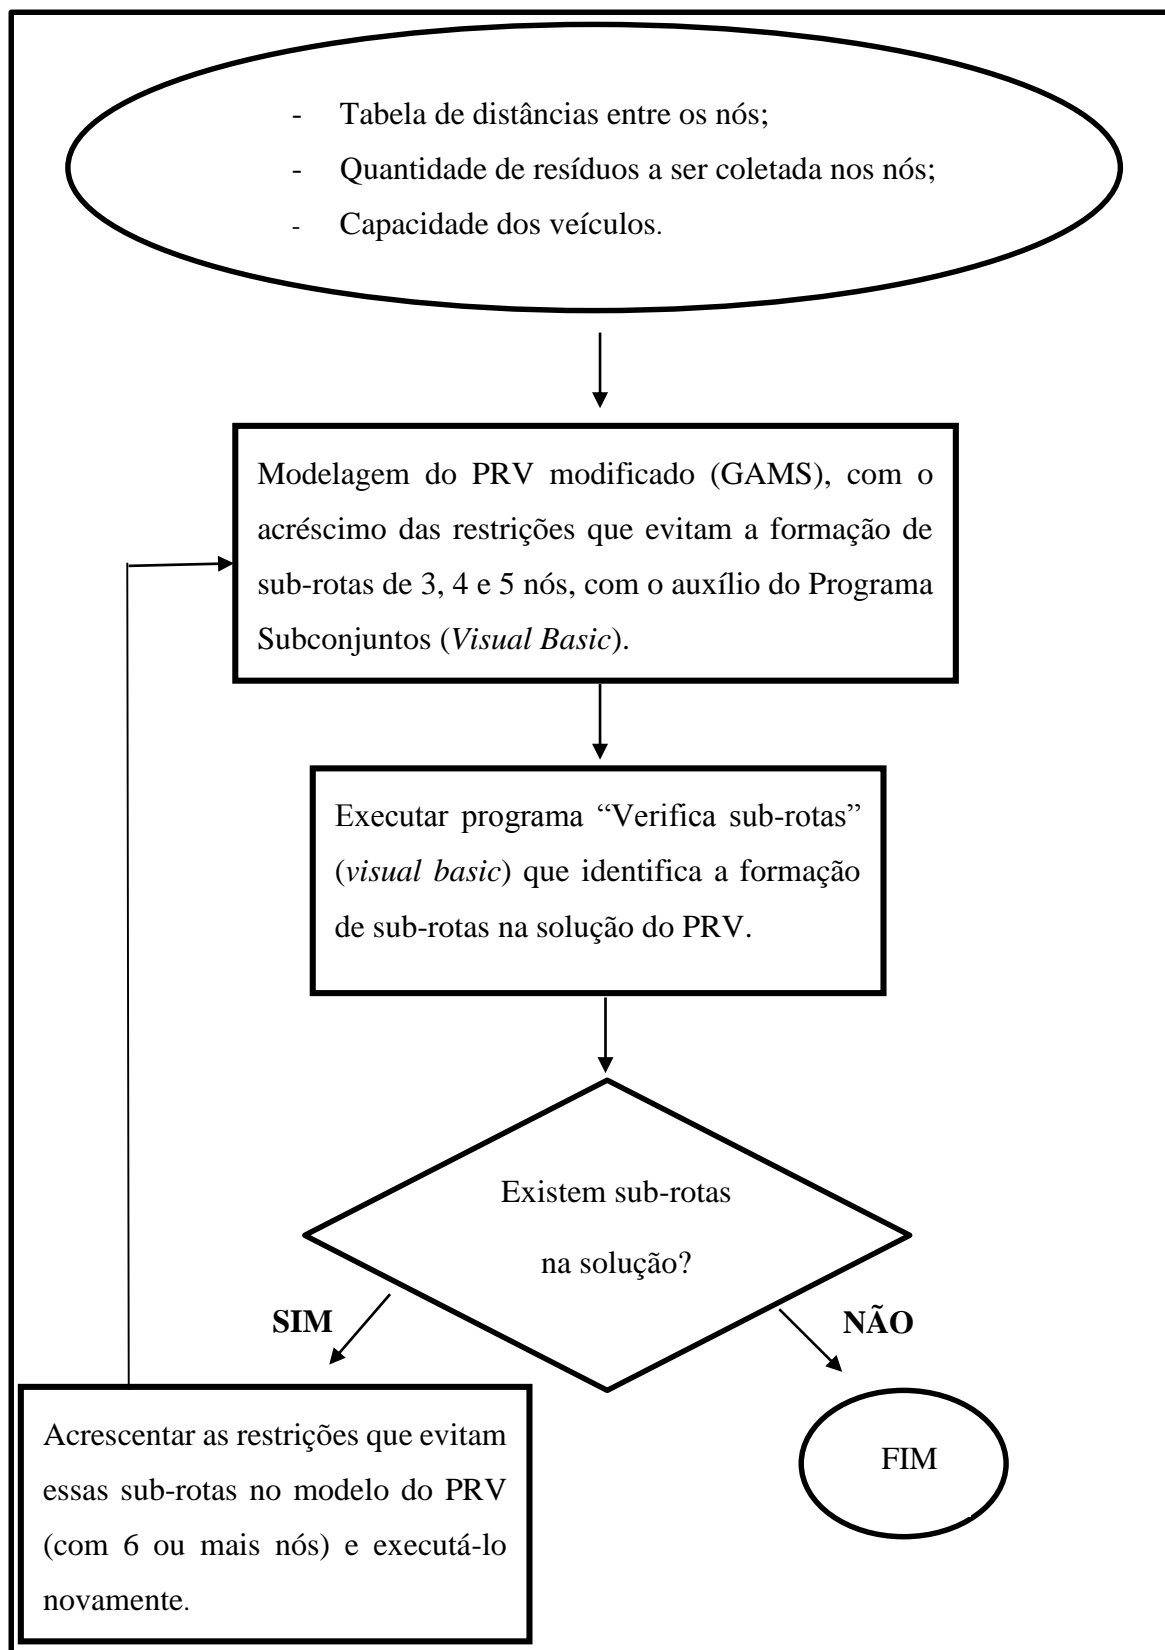 - Tabela de distâncias entre os nós;
- Quantidade de resíduos a ser coletada nos nós;
- Capacidade dos veículos.
Modelagem do PRV modificado (GAMS), com o
acréscimo das restrições que evitam a formação de
sub-rotas de 3, 4 e 5 nós, com o auxílio do Programa
Subconjuntos (Visual Basic).
Executar programa “Verifica sub-rotas”
(visual basic) que identifica a formação
de sub-rotas na solução do PRV.
Existem sub-rotas
na solução?
SIM
NÃO
Acrescentar as restrições que evitam
essas sub-rotas no modelo do PRV
(com 6 ou mais nós) e executá-lo
novamente.
FIM